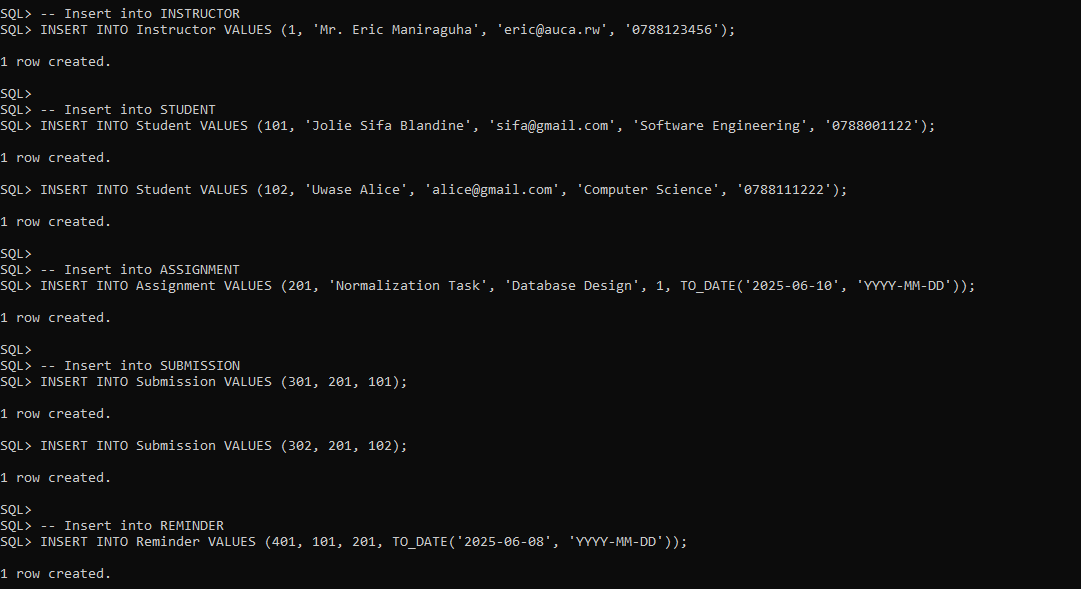 SQL> -- Insert into INSTRUCTOR
SQL> INSERT INTO Instructor VALUES (1, 'Mr. Eric Maniraguha', 'eric@auca.rw', '0788123456');
1 row created.
SQL>
SQL> -- Insert into STUDENT
SQL> INSERT INTO Student VALUES (101, 'Jolie Sifa Blandine', 'sifa@gmail.com', 'Software Engineering', '0788001122');
1 row created.
SQL> INSERT INTO Student VALUES (102, 'Uwase Alice', 'alice@gmail.com', 'Computer Science', '0788111222');
1 row created.
SQL>
SQL> -- Insert into ASSIGNMENT
SQL> INSERT INTO Assignment VALUES (201, 'Normalization Task', 'Database Design', 1, TO_DATE('2025-06-10', 'YYYY-MM-DD'));
1 row created.
SQL>
SQL> -- Insert into SUBMISSION
SQL> INSERT INTO Submission VALUES (301, 201, 101);
1 row created.
SQL> INSERT INTO Submission VALUES (302, 201, 102);
1 row created.
SQL>
SQL> -- Insert into REMINDER
SQL> INSERT INTO Reminder VALUES (401, 101, 201, TO_DATE('2025-06-08', 'YYYY-MM-DD'));
1 row created.